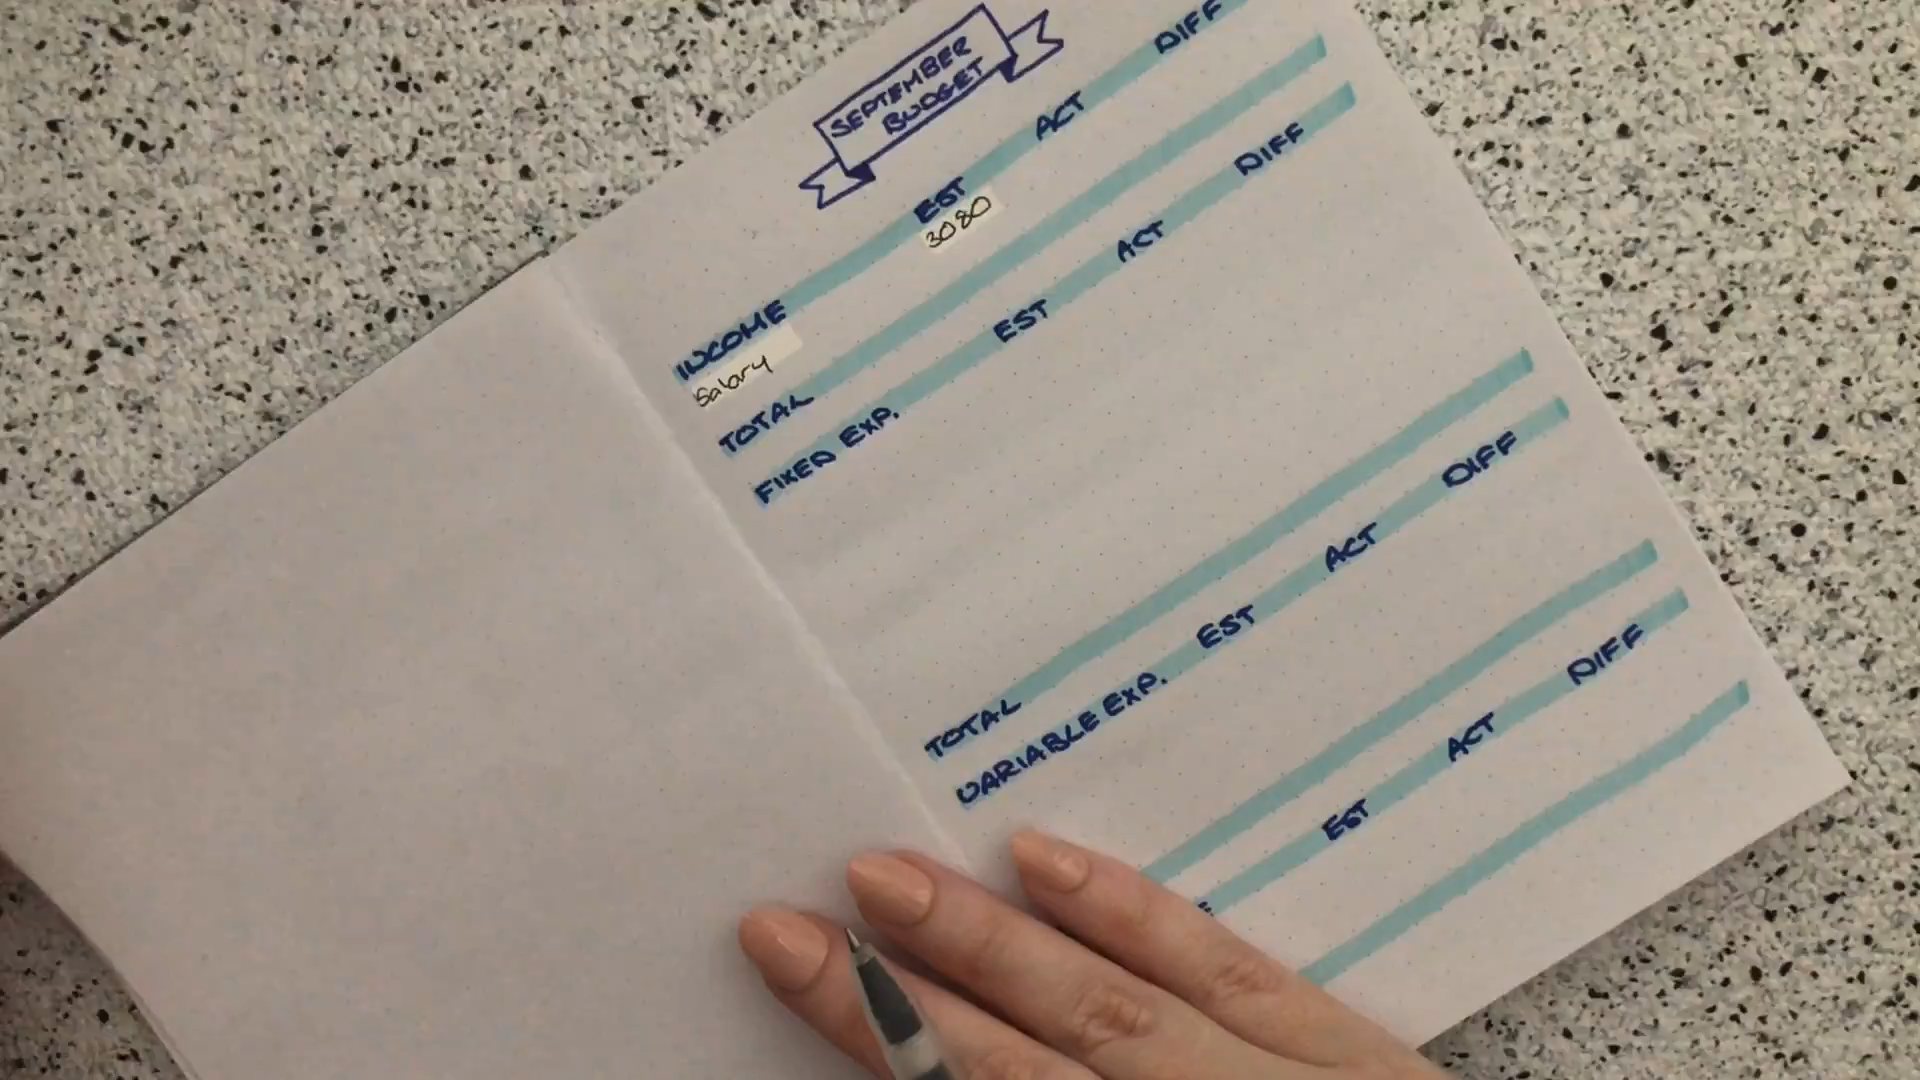 SEPTEMBER
BUDGET
INCOME EST ACT DIFF
Salary 3080
TOTAL
FIXED EXP. EST ACT DIFF
TOTAL
VARIABLE EXP. EST ACT DIFF
EST ACT DIFF